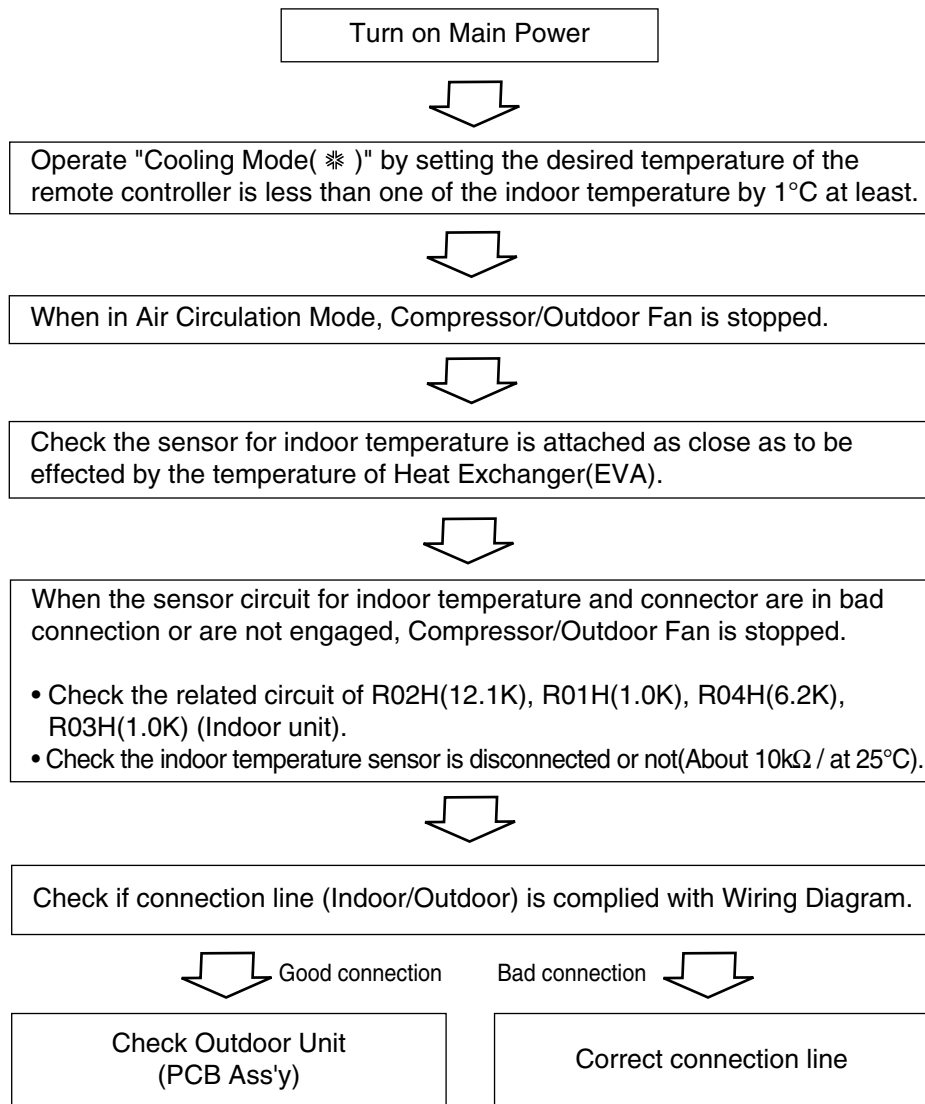 Turn on Main Power
Operate "Cooling Mode( ❋ )" by setting the desired temperature of the
remote controller is less than one of the indoor temperature by 1°C at least.
When in Air Circulation Mode, Compressor/Outdoor Fan is stopped.
Check the sensor for indoor temperature is attached as close as to be
effected by the temperature of Heat Exchanger(EVA).
When the sensor circuit for indoor temperature and connector are in bad
connection or are not engaged, Compressor/Outdoor Fan is stopped.
• Check the related circuit of R02H(12.1K), R01H(1.0K), R04H(6.2K),
R03H(1.0K) (Indoor unit).
• Check the indoor temperature sensor is disconnected or not(About 10kΩ / at 25°C).
Check if connection line (Indoor/Outdoor) is complied with Wiring Diagram.
Good connection
Bad connection
Check Outdoor Unit
(PCB Ass'y)
Correct connection line